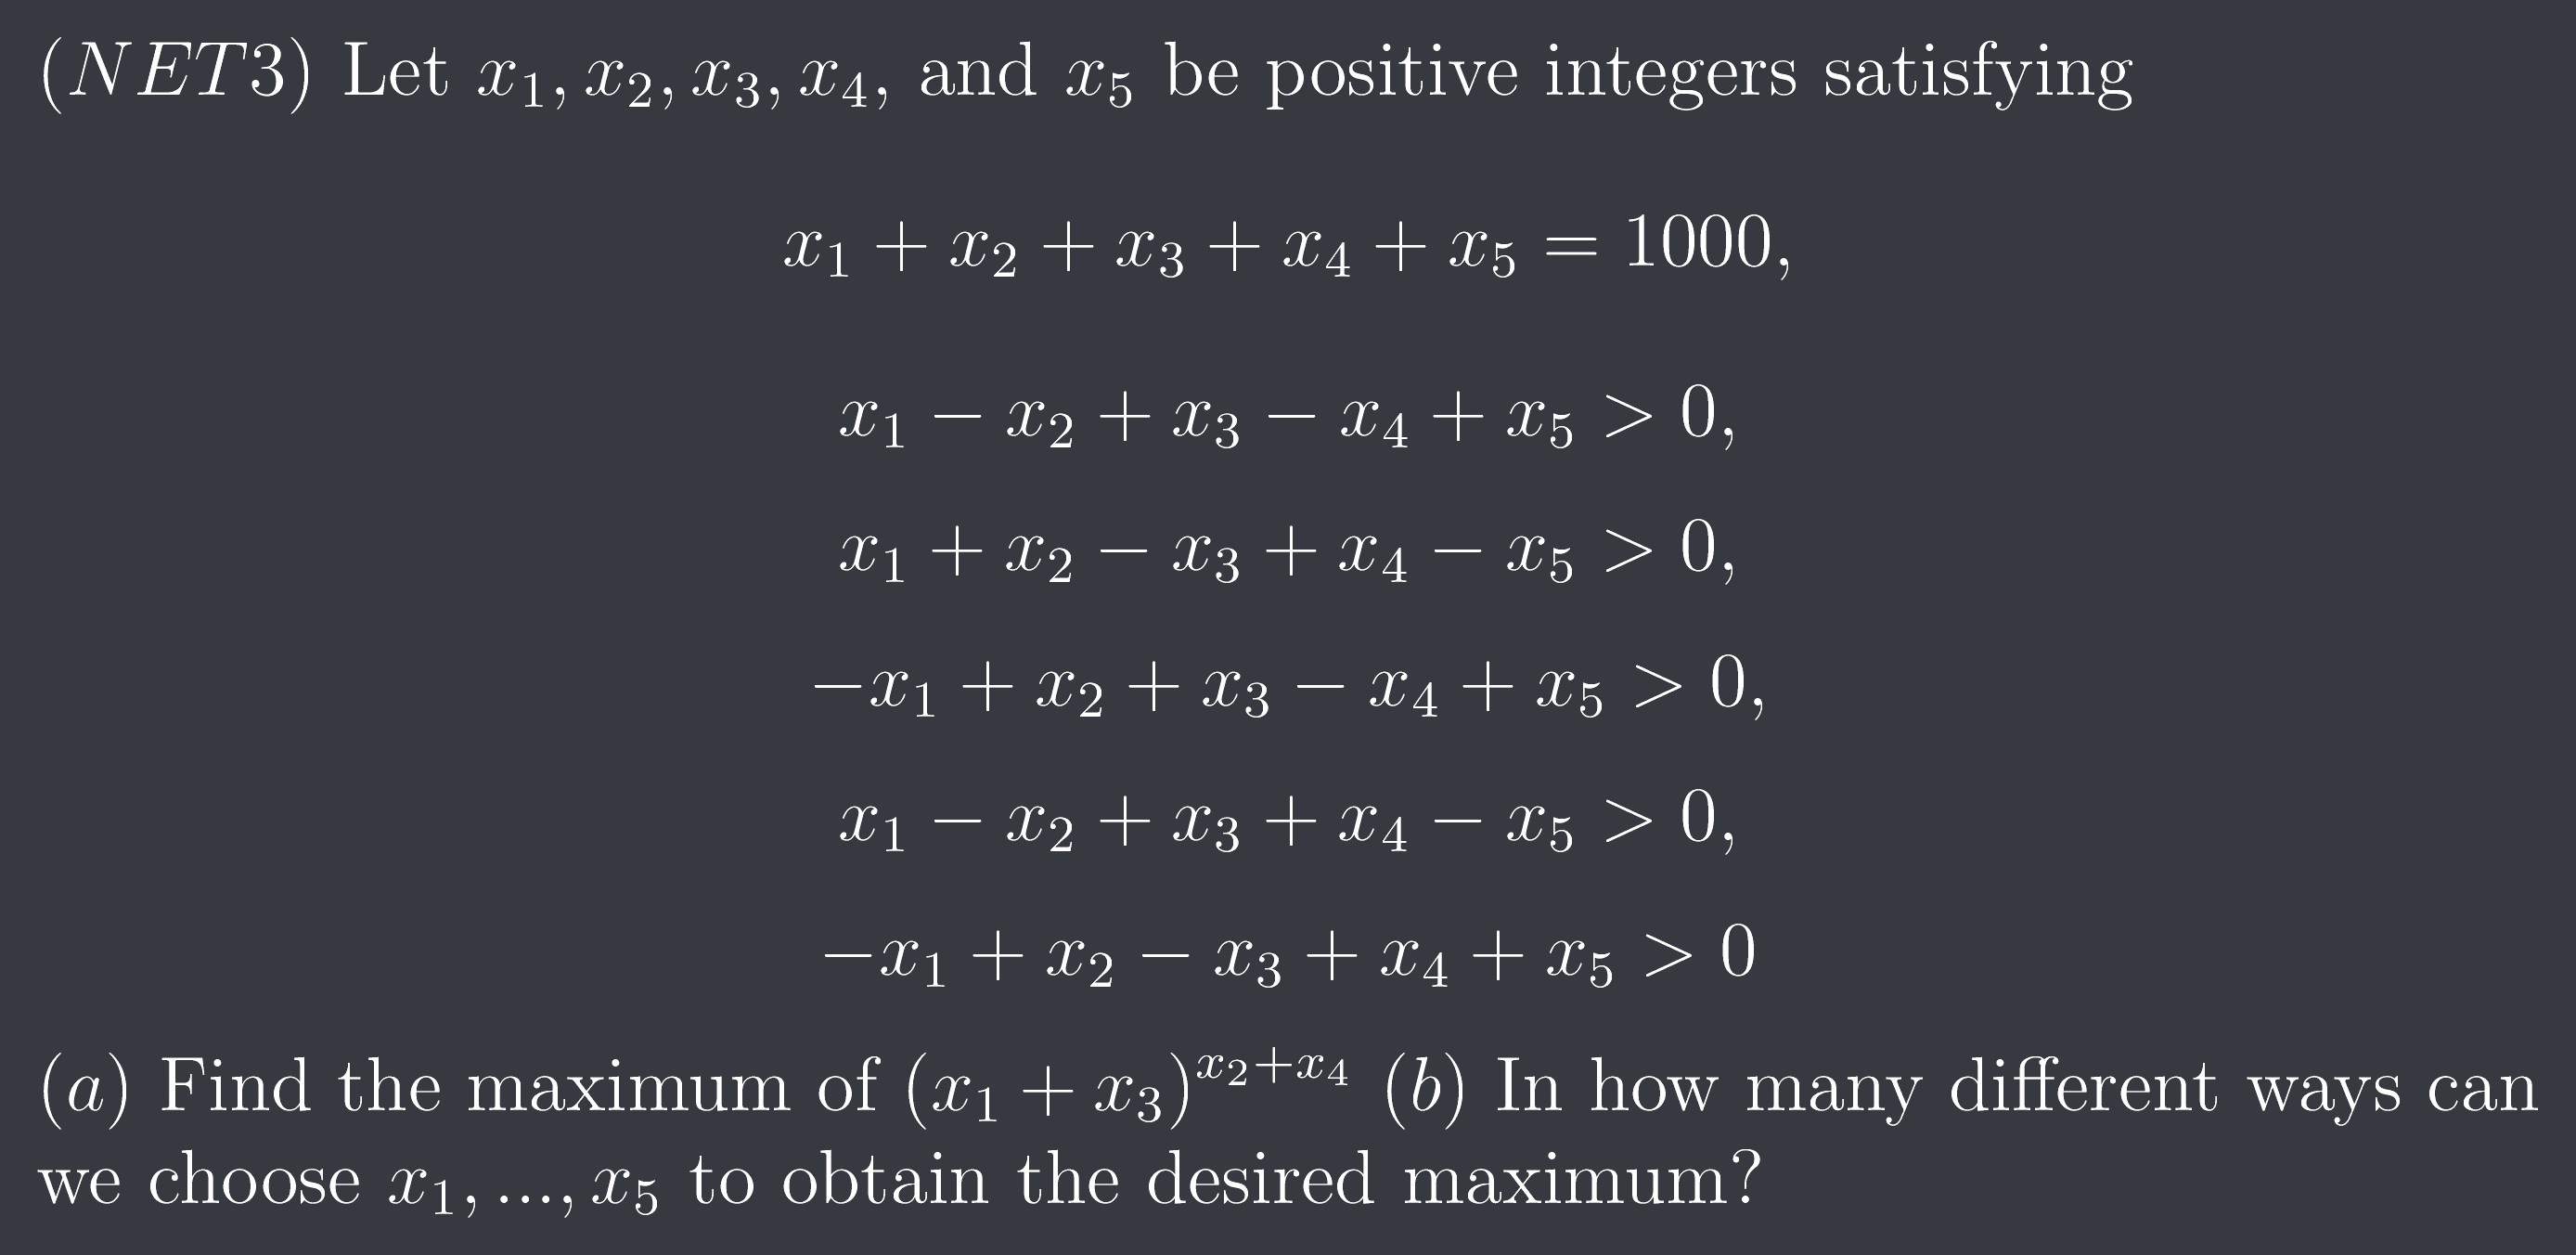 (NET3) Let x₁, x₂, x₃, x₄, and x₅ be positive integers satisfying
x₁ + x₂ + x₃ + x₄ + x₅ = 1000,
x₁ − x₂ + x₃ − x₄ + x₅ > 0,
x₁ + x₂ − x₃ + x₄ − x₅ > 0,
−x₁ + x₂ + x₃ − x₄ + x₅ > 0,
x₁ − x₂ + x₃ + x₄ − x₅ > 0,
−x₁ + x₂ − x₃ + x₄ + x₅ > 0
(a) Find the maximum of (x₁ + x₃)^{x₂+x₄} (b) In how many different ways can
we choose x₁, ..., x₅ to obtain the desired maximum?